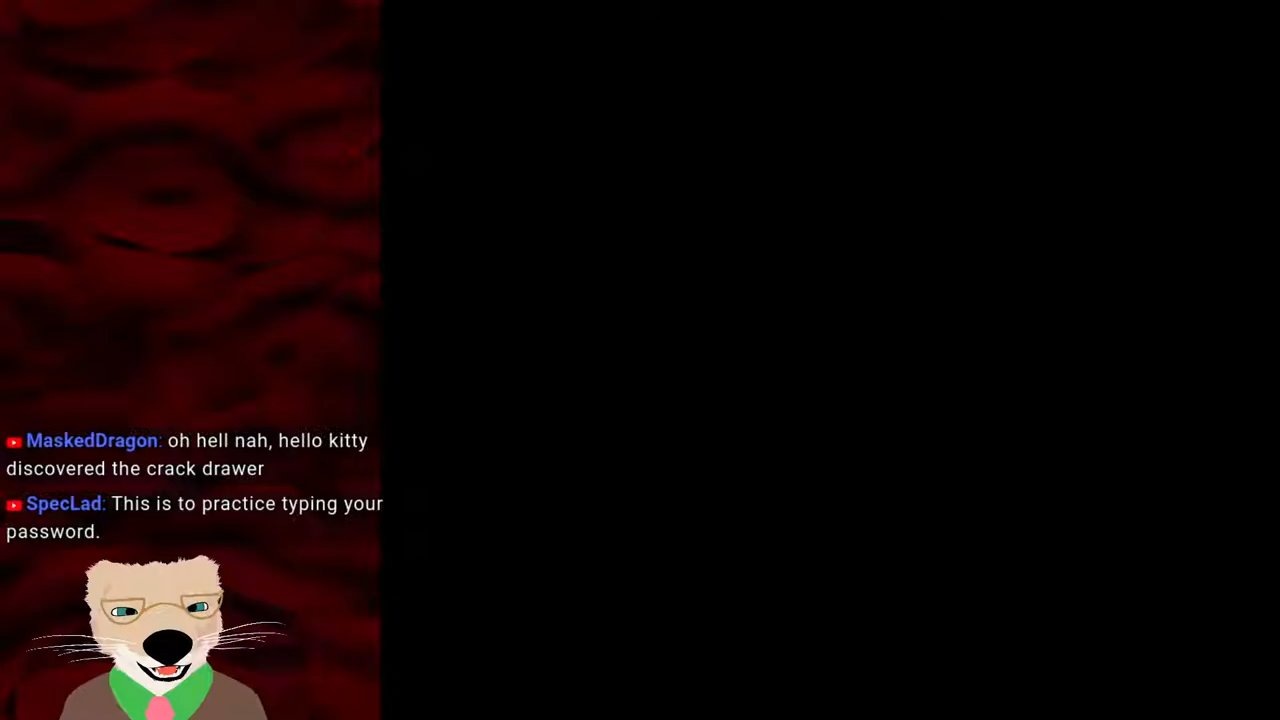 MaskedDragon: oh hell nah, hello kitty
discovered the crack drawer
SpecLad: This is to practice typing your
password.